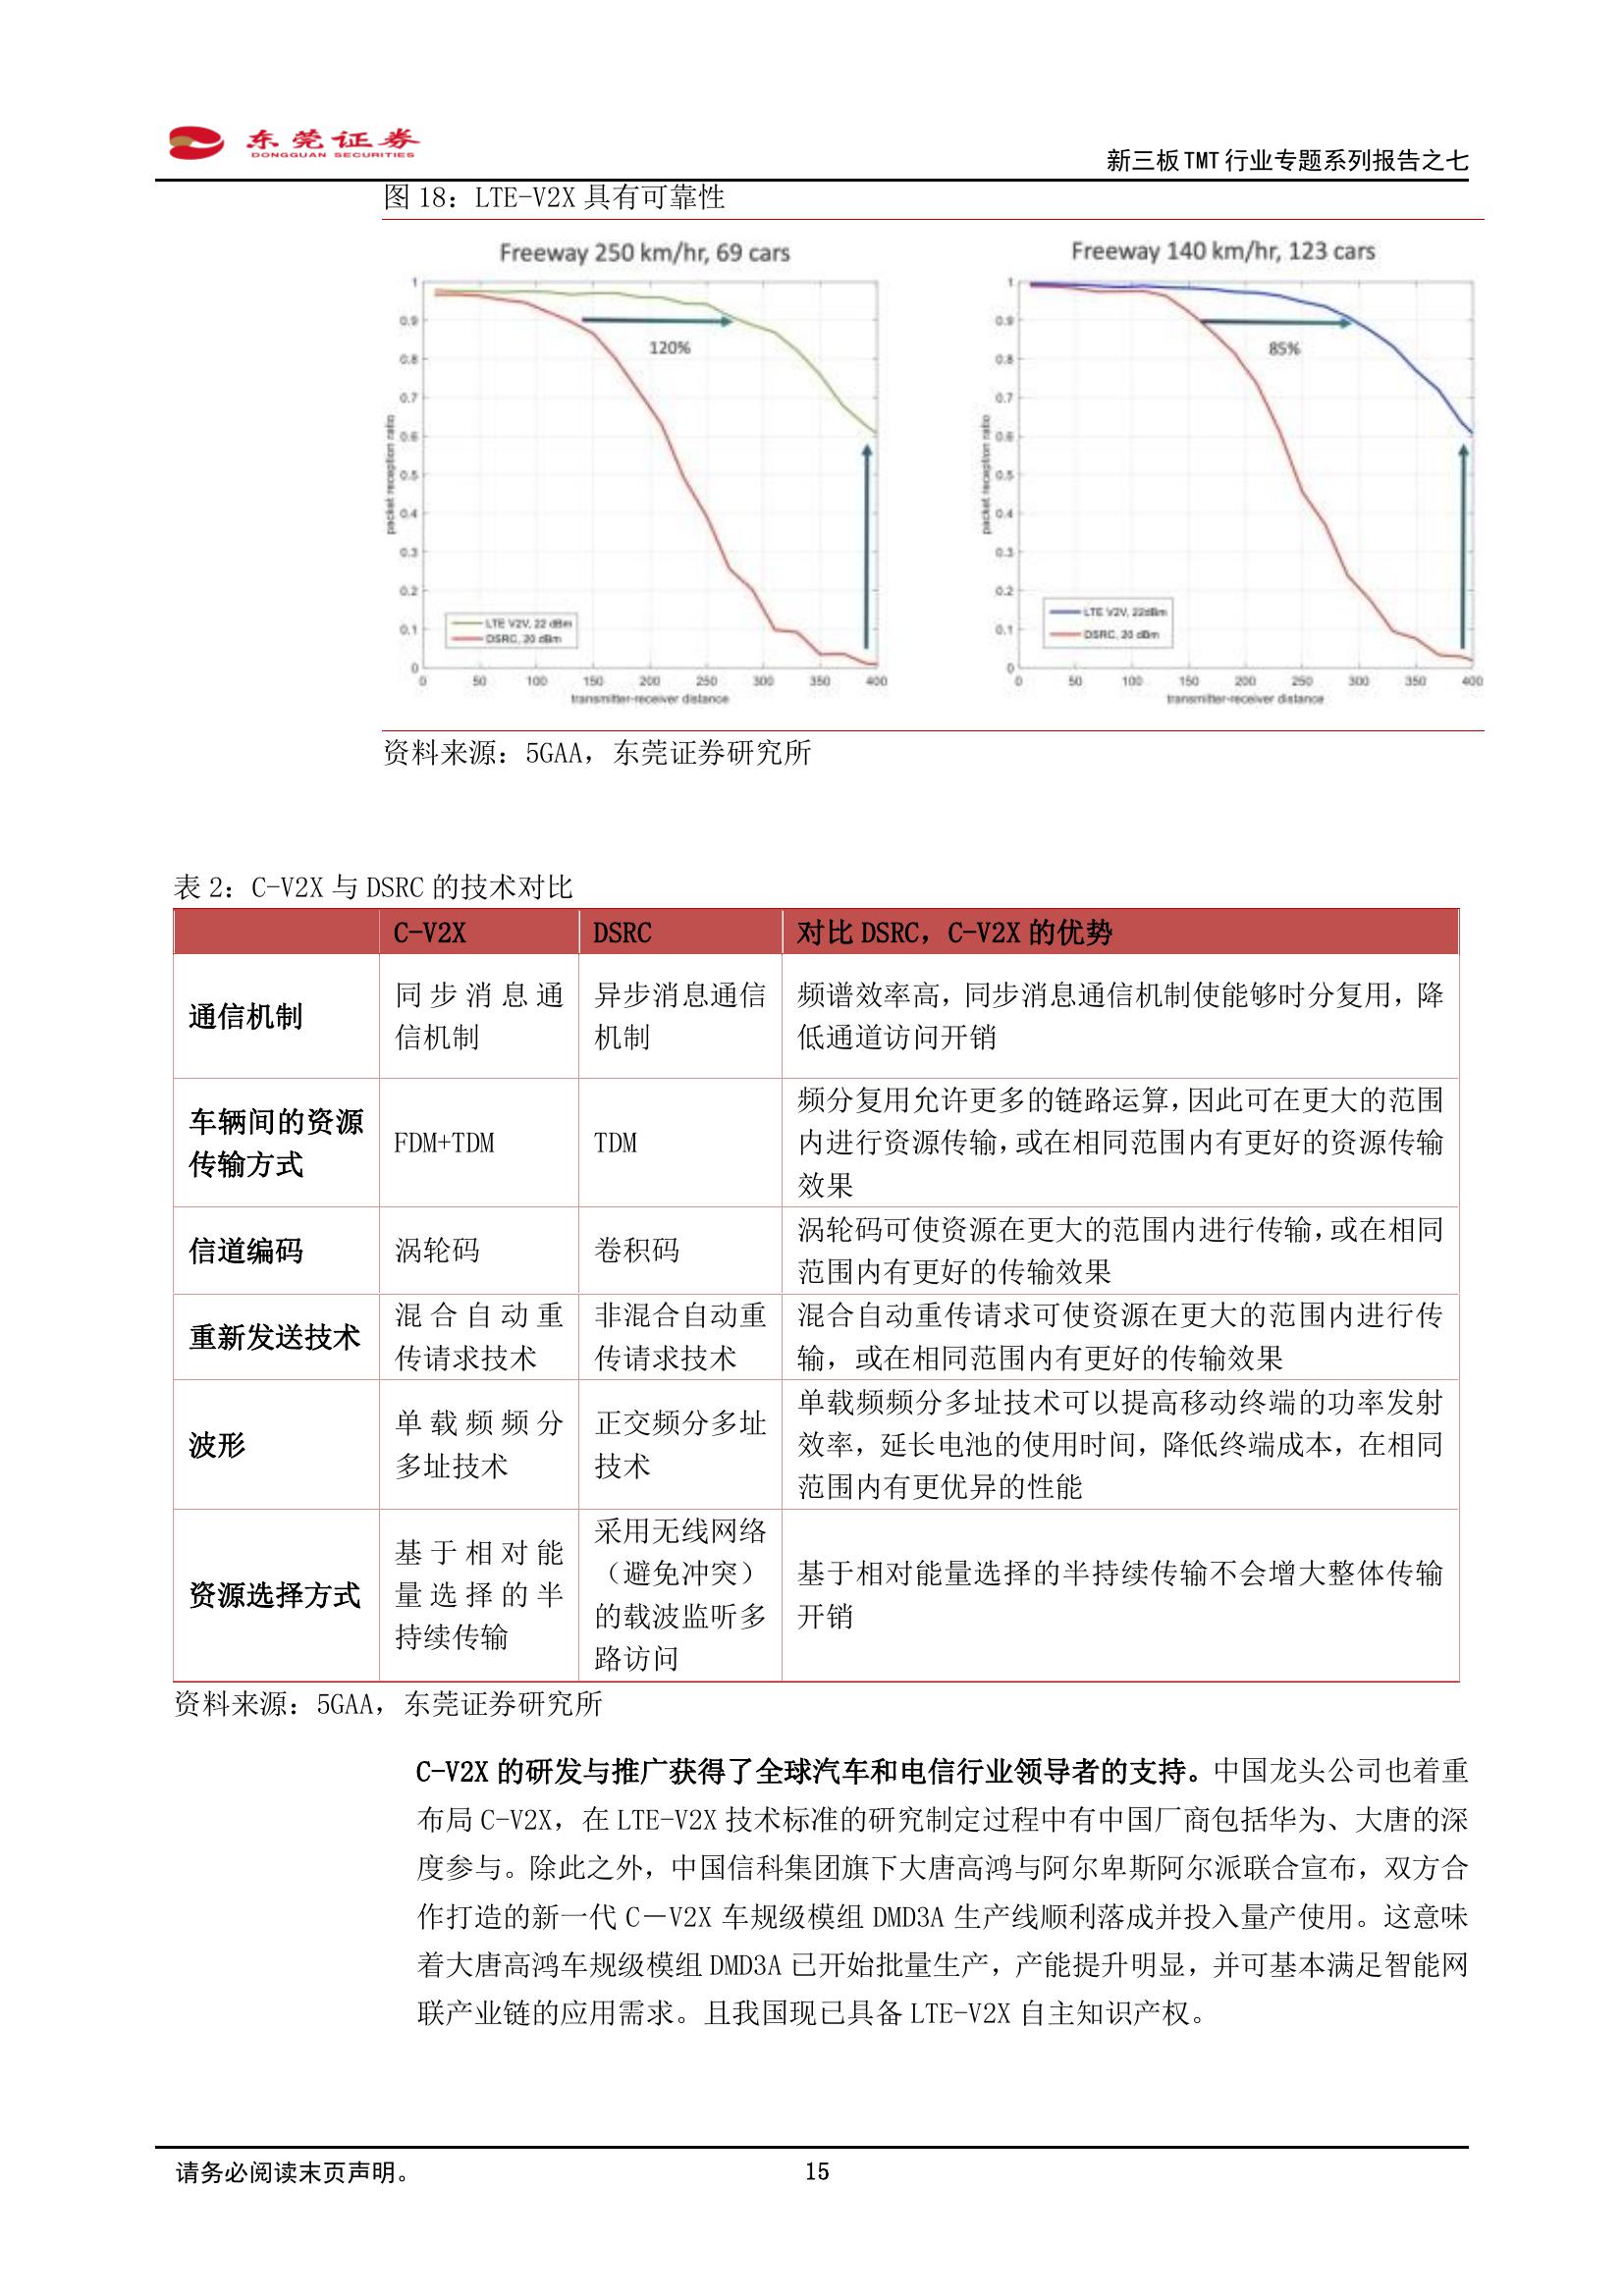 东莞证券
DONGGUAN SECURITIES
新三板 TMT 行业专题系列报告之七
图 18：LTE-V2X 具有可靠性
Freeway 250 km/hr, 69 cars
1
0.9
0.8
0.7
0.6
0.5
0.4
0.3
0.2
0.1
0
packet reception ratio
120%
LTE V2V, 22 dBm
DSRC, 20 dBm
0 50 100 150 200 250 300 350 400
transmitter-receiver distance
Freeway 140 km/hr, 123 cars
1
0.9
0.8
0.7
0.6
0.5
0.4
0.3
0.2
0.1
0
packet reception ratio
85%
LTE V2V, 22dBm
DSRC, 20 dBm
0 50 100 150 200 250 300 350 400
transmitter-receiver distance
资料来源：5GAA，东莞证券研究所
表 2：C-V2X 与 DSRC 的技术对比
C-V2X DSRC 对比 DSRC，C-V2X 的优势
通信机制
同步消息通
信机制
异步消息通信
机制
频谱效率高，同步消息通信机制使能够时分复用，降
低通道访问开销
车辆间的资源
传输方式
FDM+TDM
TDM
频分复用允许更多的链路运算，因此可在更大的范围
内进行资源传输，或在相同范围内有更好的资源传输
效果
信道编码
涡轮码
卷积码
涡轮码可使资源在更大的范围内进行传输，或在相同
范围内有更好的传输效果
重新发送技术
混合自动重
传请求技术
非混合自动重
传请求技术
混合自动重传请求可使资源在更大的范围内进行传
输，或在相同范围内有更好的传输效果
波形
单载频频分
多址技术
正交频分多址
技术
单载频频分多址技术可以提高移动终端的功率发射
效率，延长电池的使用时间，降低终端成本，在相同
范围内有更优异的性能
资源选择方式
基于相对能
量选择的半
持续传输
采用无线网络
（避免冲突）
的载波监听多
路访问
基于相对能量选择的半持续传输不会增大整体传输
开销
资料来源：5GAA，东莞证券研究所
C-V2X 的研发与推广获得了全球汽车和电信行业领导者的支持。中国龙头公司也着重
布局 C-V2X，在 LTE-V2X 技术标准的研究制定过程中有中国厂商包括华为、大唐的深
度参与。除此之外，中国信科集团旗下大唐高鸿与阿尔卑斯阿尔派联合宣布，双方合
作打造的新一代 C－V2X 车规级模组 DMD3A 生产线顺利落成并投入量产使用。这意味
着大唐高鸿车规级模组 DMD3A 已开始批量生产，产能提升明显，并可基本满足智能网
联产业链的应用需求。且我国现已具备 LTE-V2X 自主知识产权。
请务必阅读末页声明。
15